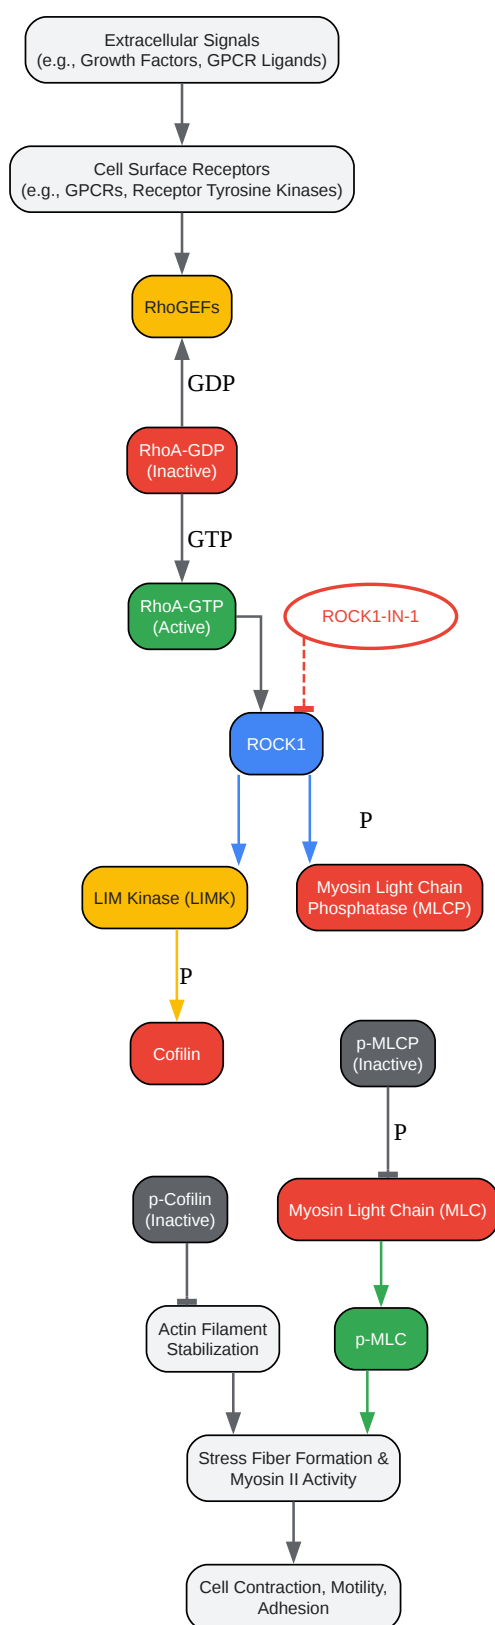 Extracellular Signals
(e.g., Growth Factors, GPCR Ligands)
Cell Surface Receptors
(e.g., GPCRs, Receptor Tyrosine Kinases)
RhoGEFs
GDP
RhoA-GDP
(Inactive)
GTP
RhoA-GTP
(Active)
ROCK1-IN-1
ROCK1
P
LIM Kinase (LIMK)
Myosin Light Chain
Phosphatase (MLCP)
P
Cofilin
p-MLCP
(Inactive)
P
p-Cofilin
(Inactive)
Myosin Light Chain (MLC)
Actin Filament
Stabilization
p-MLC
Stress Fiber Formation &
Myosin II Activity
Cell Contraction, Motility,
Adhesion